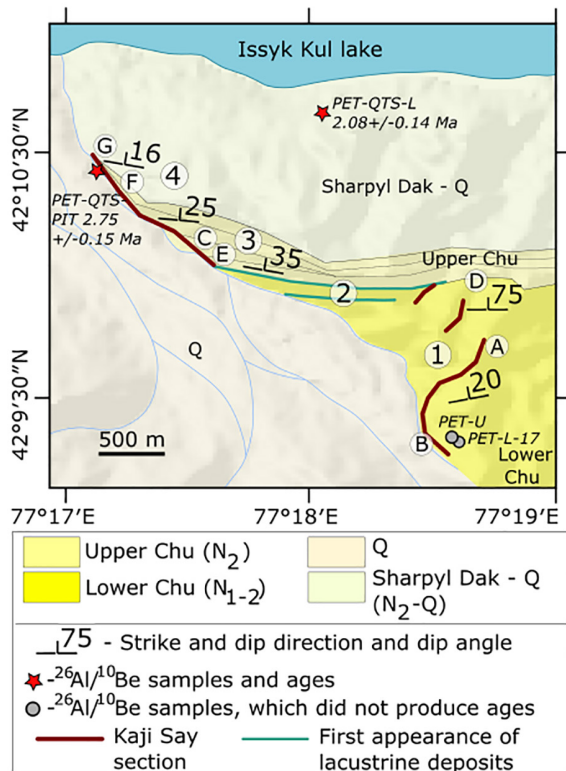 Issyk Kul lake
PET-QTS-L
2.08+/-0.14 Ma
42°10'30"N
G
16
F
4
PET-QTS-
PIT 2.75
+/-0.15 Ma
Sharpyl Dak - Q
25
C
3
E
35
Upper Chu
D
2
75
Q
1
A
42°9'30"N
20
500 m
PET-U
B
PET-L-17
Lower
Chu
77°17'E
77°18'E
77°19'E
Upper Chu (N2)
Q
Lower Chu (N1-2)
Sharpyl Dak - Q
(N2-Q)
75 - Strike and dip direction and dip angle
-26Al/10Be samples and ages
-26Al/10Be samples, which did not produce ages
Kaji Say
section
First appearance of
lacustrine deposits